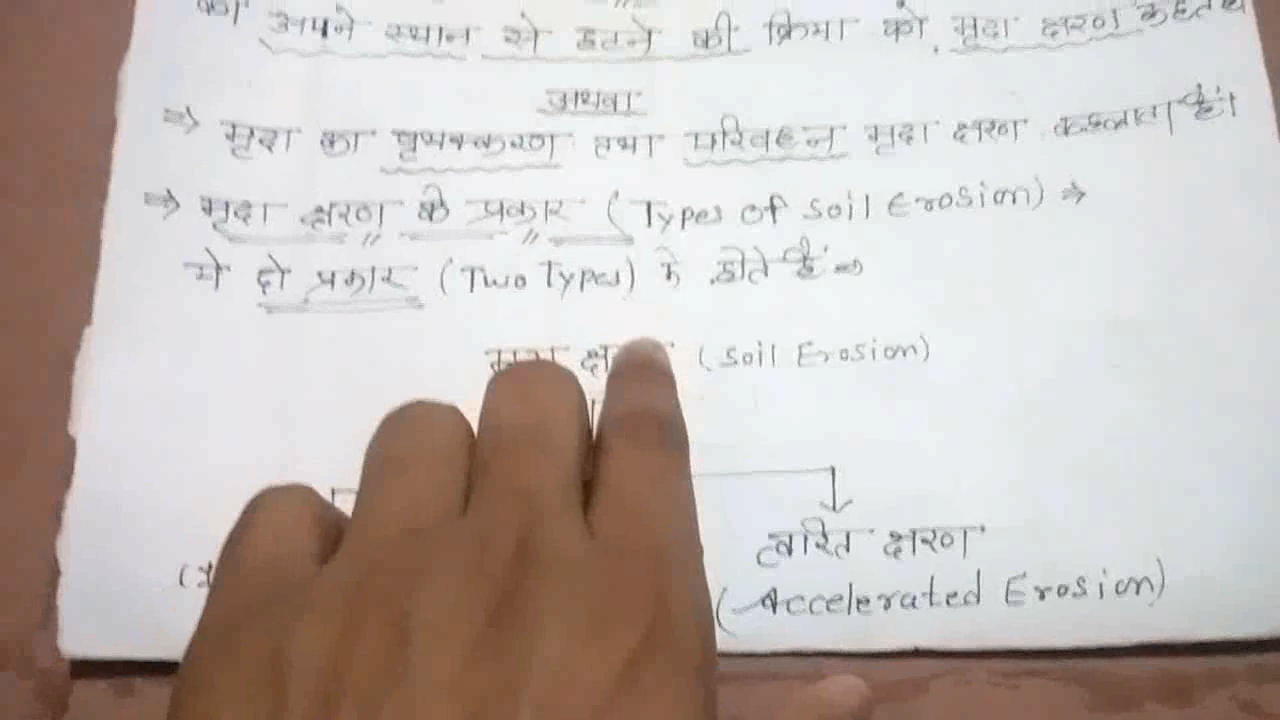 का अपने स्थान से हटने की क्रिया को मृदा क्षरण कहते
अथवा
⇒ मृदा का पृथक्करण तथा परिवहन मृदा क्षरण कहलाता है।
⇒ मृदा क्षरण के प्रकार (Types of Soil Erosion) ⇒
ये दो प्रकार (Two Types) के होते हैं ⇒
(Soil Erosion)
त्वरित क्षरण
(Accelerated Erosion)